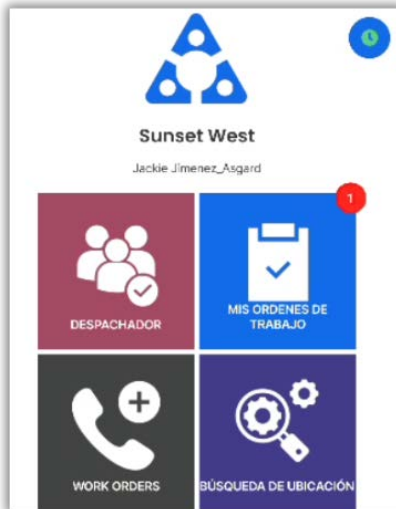 Sunset West
Jackie Jimenez_Asgard
1
DESPACHADOR
MIS ORDENES DE
TRABAJO
WORK ORDERS
BÚSQUEDA DE UBICACIÓN